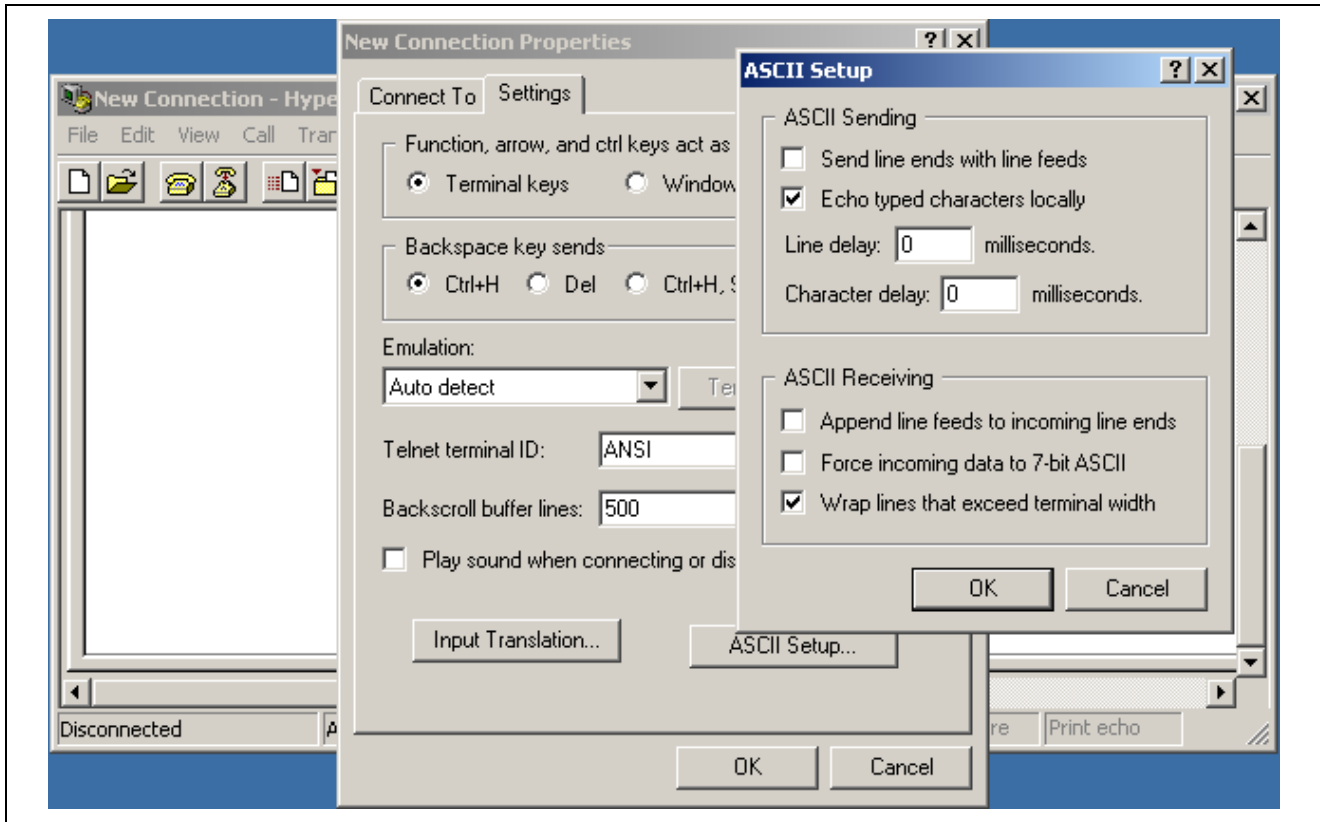 New Connection - Hype
File Edit View Call Tran
Disconnected
re Print echo
New Connection Properties
Connect To Settings
Function, arrow, and ctrl keys act as
Terminal keys Window
Backspace key sends
Ctrl+H Del Ctrl+H, S
Emulation:
Auto detect Te
Telnet terminal ID: ANSI
Backscroll buffer lines: 500
Play sound when connecting or dis
Input Translation... ASCII Setup...
OK Cancel
ASCII Setup
ASCII Sending
Send line ends with line feeds
Echo typed characters locally
Line delay: 0 milliseconds.
Character delay: 0 milliseconds.
ASCII Receiving
Append line feeds to incoming line ends
Force incoming data to 7-bit ASCII
Wrap lines that exceed terminal width
OK Cancel